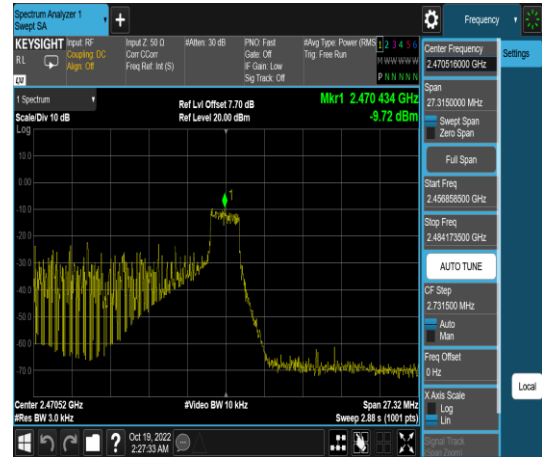 Spectrum Analyzer 1
Swept SA
+
Frequency
KEYSIGHT
RL
LXI
Input: RF
Coupling: DC
Align: Off
Input Z: 50 Ω
Corr CCorr
Freq Ref: Int (S)
#Atten: 30 dB
PNO: Fast
Gate: Off
IF Gain: Low
Sig Track: Off
#Avg Type: Power (RMS
Trig: Free Run
1 2 3 4 5 6
M W W W W W
P N N N N N
1 Spectrum
Scale/Div 10 dB
Ref Lvl Offset 7.70 dB
Ref Level 20.00 dBm
Mkr1 2.470 434 GHz
-9.72 dBm
Log
10.0
0.00
-10.0
-20.0
-30.0
-40.0
-50.0
-60.0
-70.0
1
Center 2.47052 GHz
#Res BW 3.0 kHz
#Video BW 10 kHz
Span 27.32 MHz
Sweep 2.88 s (1001 pts)
Oct 19, 2022
2:27:33 AM
Center Frequency
2.470516000 GHz
Span
27.3150000 MHz
Swept Span
Zero Span
Full Span
Start Freq
2.456858500 GHz
Stop Freq
2.484173500 GHz
AUTO TUNE
CF Step
2.731500 MHz
Auto
Man
Freq Offset
0 Hz
X Axis Scale
Log
Lin
Signal Track
(Span Zoom)
Settings
Local